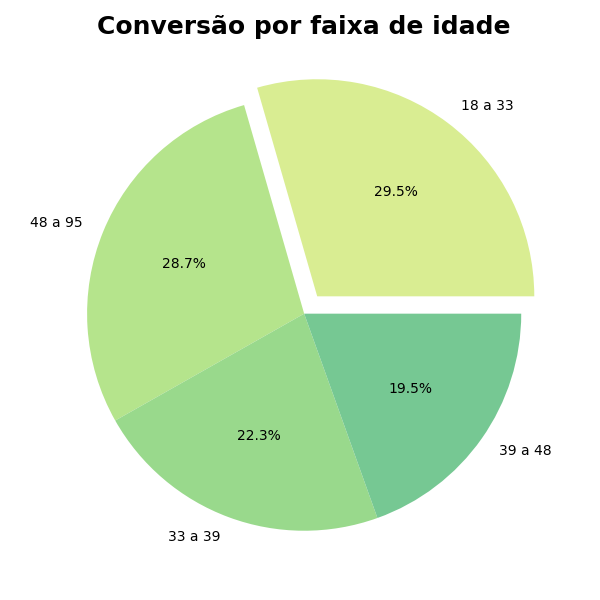 Conversão por faixa de idade
18 a 33
29.5%
48 a 95
28.7%
19.5%
22.3%
39 a 48
33 a 39